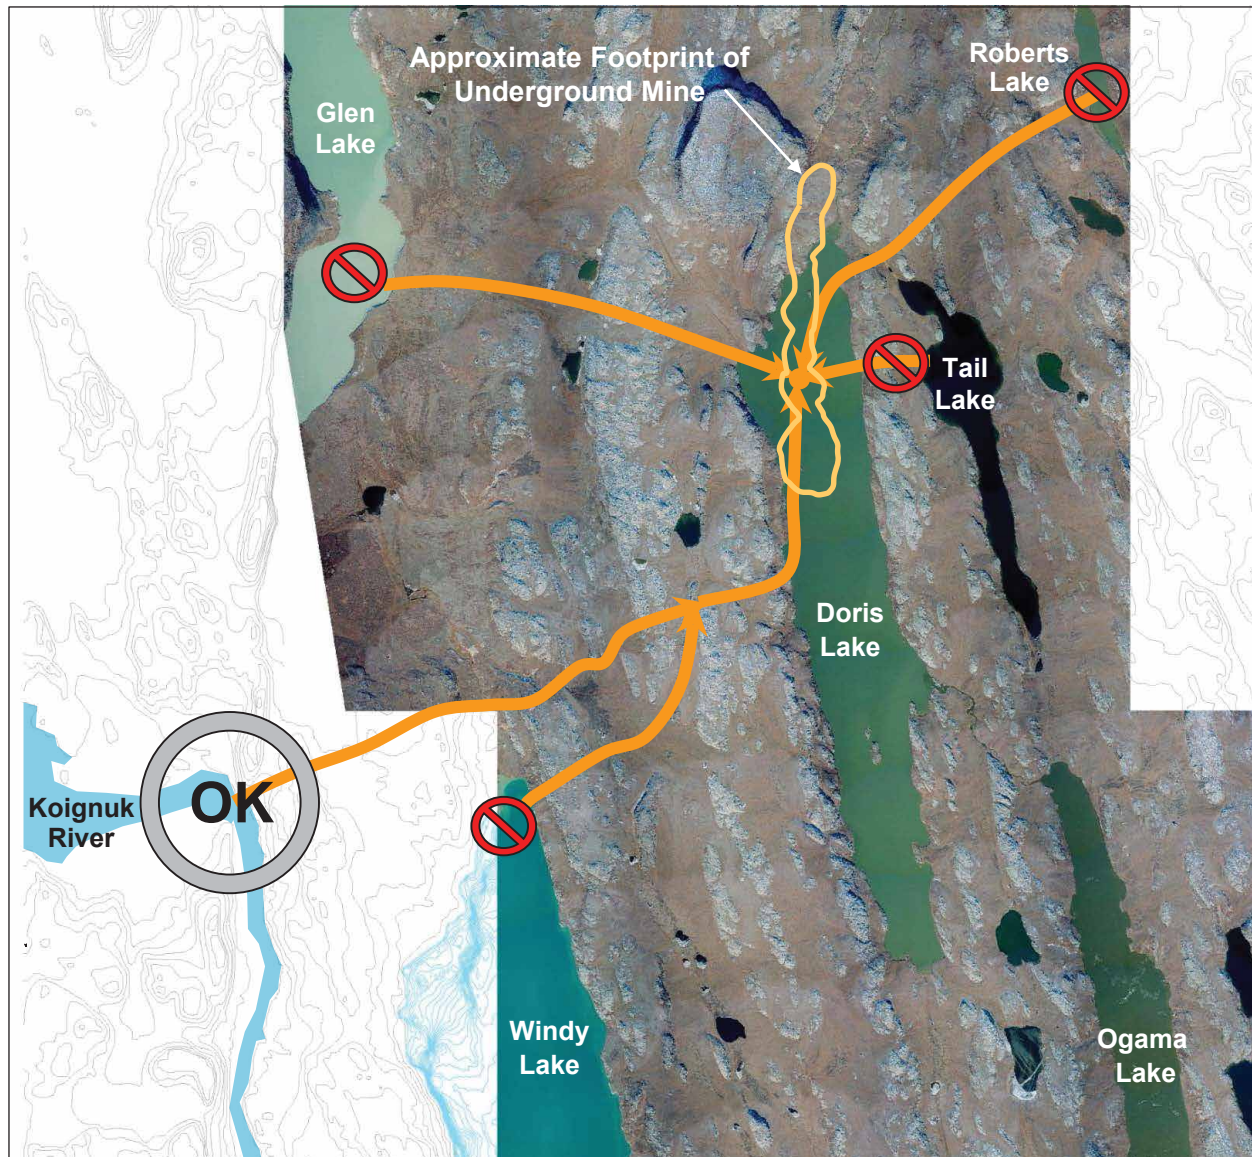 Approximate Footprint of
Underground Mine
Roberts
Lake
Glen
Lake
Tail
Lake
Doris
Lake
Koignuk
River
OK
Windy
Lake
Ogama
Lake